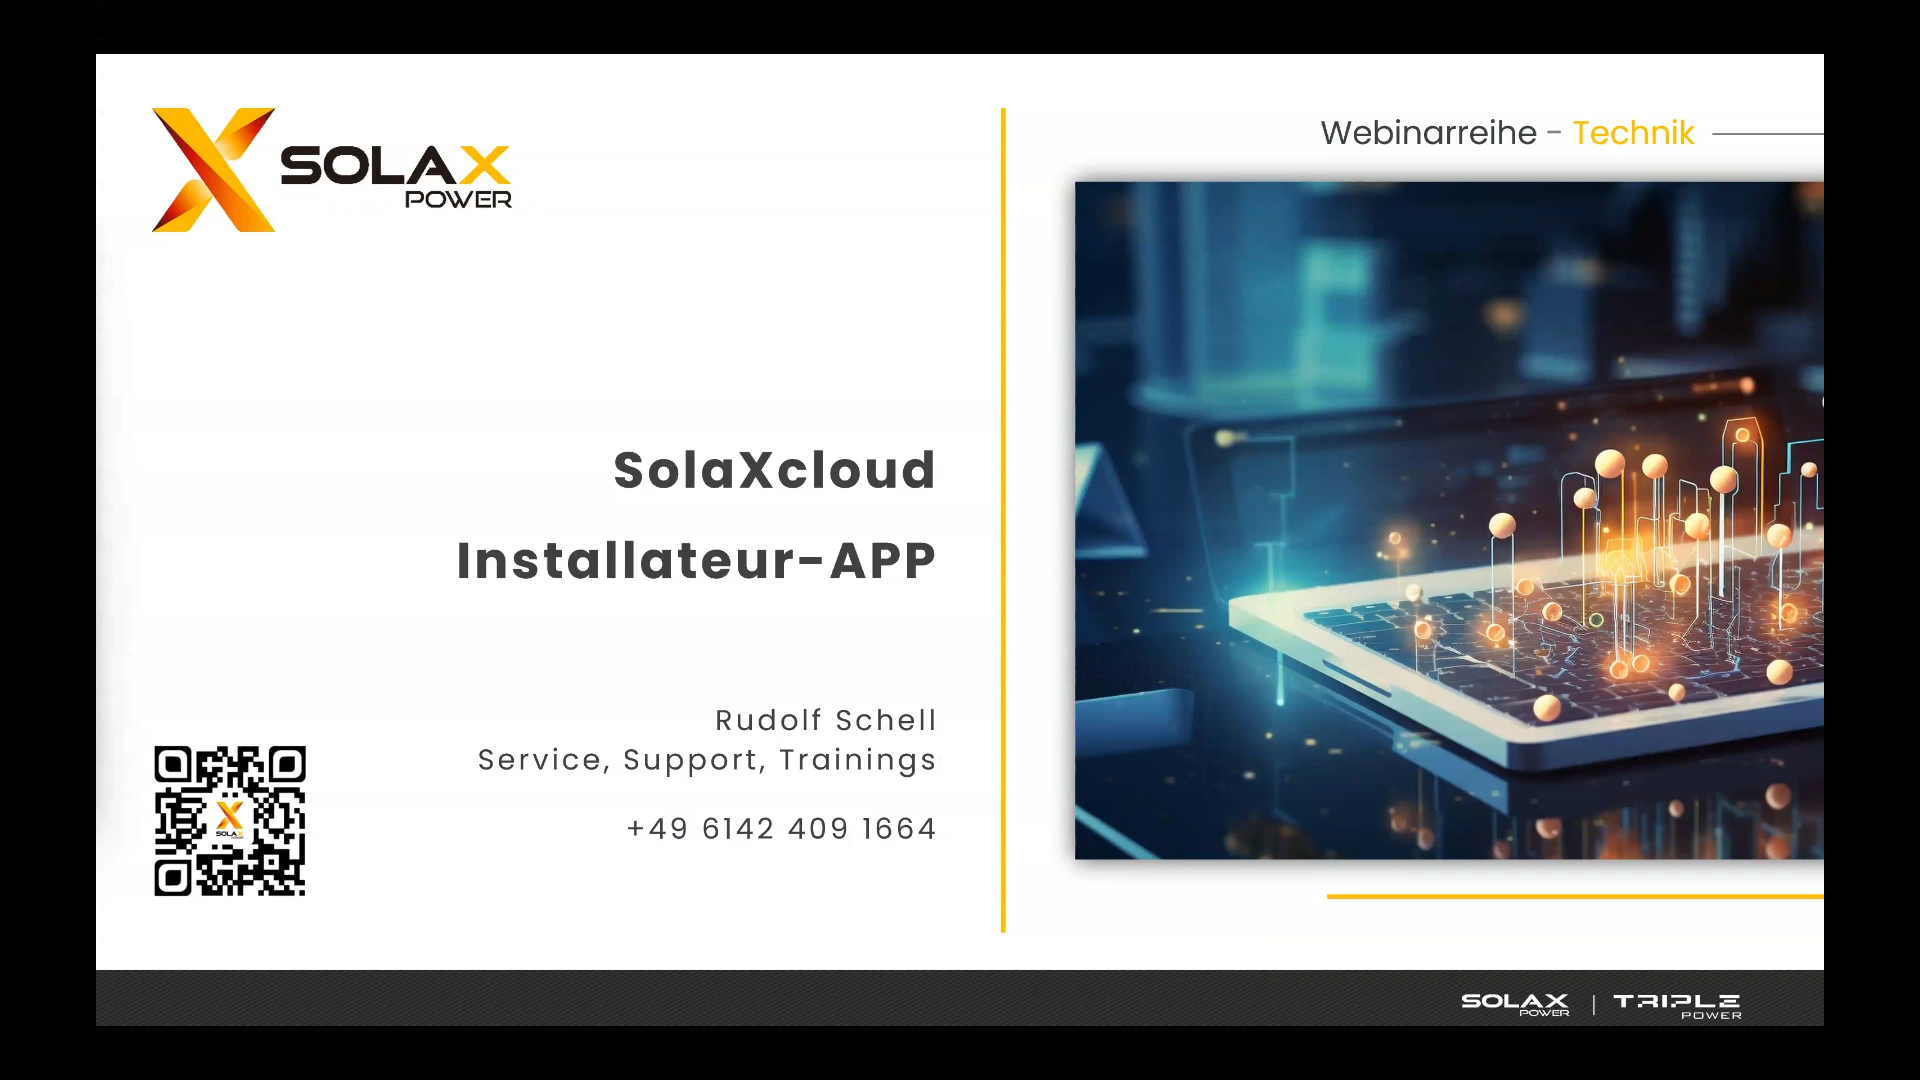 SOLAX
POWER
Webinarreihe - Technik
SolaXcloud
Installateur-APP
Rudolf Schell
Service, Support, Trainings
+49 6142 409 1664
SOLAX
SOLAX
POWER
TRIPLE
POWER